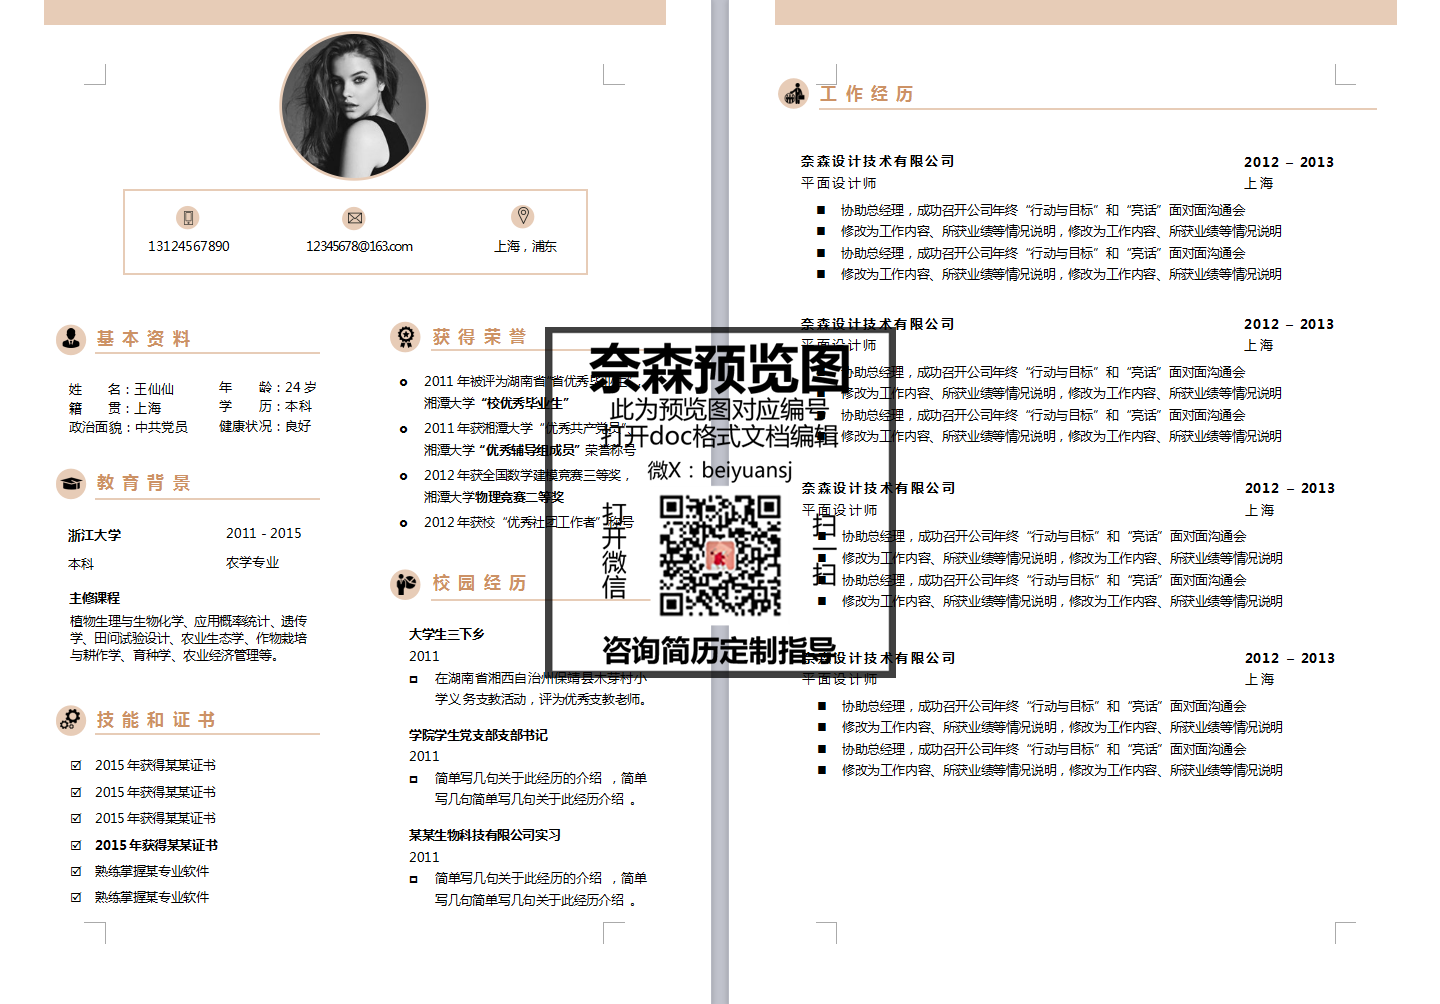 13124567890
12345678@163.com
上海，浦东
基本资料
姓　　名：王仙仙
年　　龄：24 岁
籍　　贯：上海
学　　历：本科
政治面貌：中共党员
健康状况：良好
教育背景
浙江大学
2011 - 2015
本科
农学专业
主修课程
植物生理与生物化学、应用概率统计、遗传
学、田间试验设计、农业生态学、作物栽培
与耕作学、育种学、农业经济管理等。
技能和证书
2015 年获得某某证书
2015 年获得某某证书
2015 年获得某某证书
2015 年获得某某证书
熟练掌握某专业软件
熟练掌握某专业软件
获得荣誉
2011 年被评为湖南省“省优秀毕业生”，
湘潭大学“校优秀毕业生”
2011 年获湘潭大学“优秀共产党员”，
湘潭大学“优秀辅导组成员”荣誉称号
2012 年获全国数学建模竞赛三等奖，
湘潭大学物理竞赛二等奖
2012 年获校“优秀社团工作者”称号
校园经历
大学生三下乡
2011
在湖南省湘西自治州保靖县木芽村小
学义务支教活动，评为优秀支教老师。
学院学生党支部支部书记
2011
简单写几句关于此经历的介绍 ，简单
写几句简单写几句关于此经历介绍 。
某某生物科技有限公司实习
2011
简单写几句关于此经历的介绍 ，简单
写几句简单写几句关于此经历介绍 。
奈森预览图
此为预览图对应编号
打开doc格式文档编辑
微X：beiyuansj
打开微信
扫一扫
咨询简历定制指导
工作经历
奈森设计技术有限公司
2012 – 2013
平面设计师
上海
协助总经理，成功召开公司年终“行动与目标”和“亮话”面对面沟通会
修改为工作内容、所获业绩等情况说明，修改为工作内容、所获业绩等情况说明
协助总经理，成功召开公司年终“行动与目标”和“亮话”面对面沟通会
修改为工作内容、所获业绩等情况说明，修改为工作内容、所获业绩等情况说明
奈森设计技术有限公司
2012 – 2013
平面设计师
上海
协助总经理，成功召开公司年终“行动与目标”和“亮话”面对面沟通会
修改为工作内容、所获业绩等情况说明，修改为工作内容、所获业绩等情况说明
协助总经理，成功召开公司年终“行动与目标”和“亮话”面对面沟通会
修改为工作内容、所获业绩等情况说明，修改为工作内容、所获业绩等情况说明
奈森设计技术有限公司
2012 – 2013
平面设计师
上海
协助总经理，成功召开公司年终“行动与目标”和“亮话”面对面沟通会
修改为工作内容、所获业绩等情况说明，修改为工作内容、所获业绩等情况说明
协助总经理，成功召开公司年终“行动与目标”和“亮话”面对面沟通会
修改为工作内容、所获业绩等情况说明，修改为工作内容、所获业绩等情况说明
奈森设计技术有限公司
2012 – 2013
平面设计师
上海
协助总经理，成功召开公司年终“行动与目标”和“亮话”面对面沟通会
修改为工作内容、所获业绩等情况说明，修改为工作内容、所获业绩等情况说明
协助总经理，成功召开公司年终“行动与目标”和“亮话”面对面沟通会
修改为工作内容、所获业绩等情况说明，修改为工作内容、所获业绩等情况说明